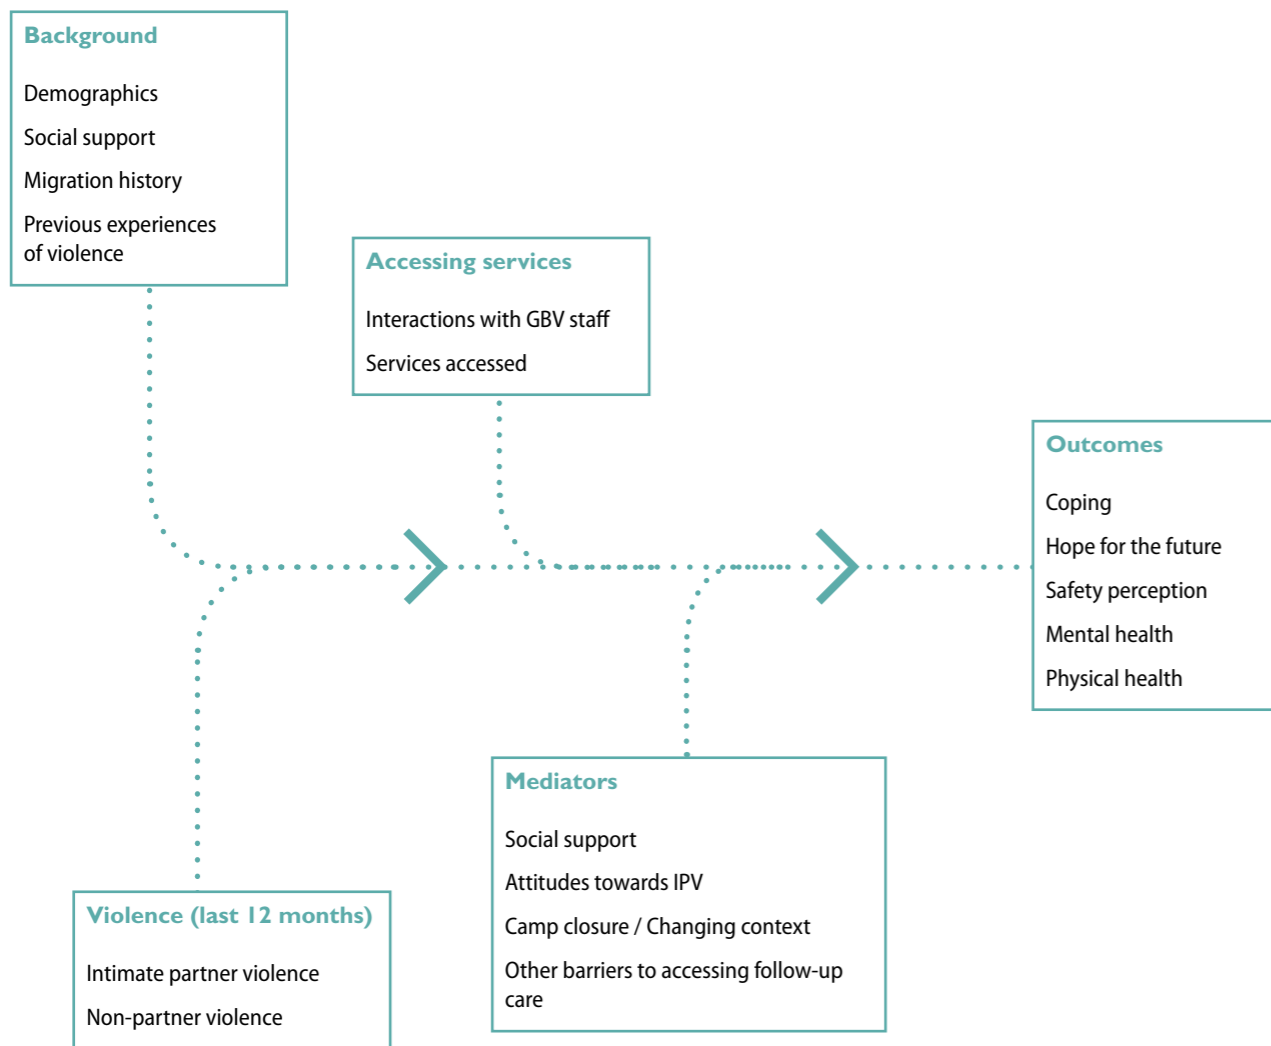 Background
Demographics
Social support
Migration history
Previous experiences
of violence
Accessing services
Interactions with GBV staff
Services accessed
Outcomes
Coping
Hope for the future
Safety perception
Mental health
Physical health
Mediators
Social support
Attitudes towards IPV
Camp closure / Changing context
Other barriers to accessing follow-up
care
Violence (last 12 months)
Intimate partner violence
Non-partner violence